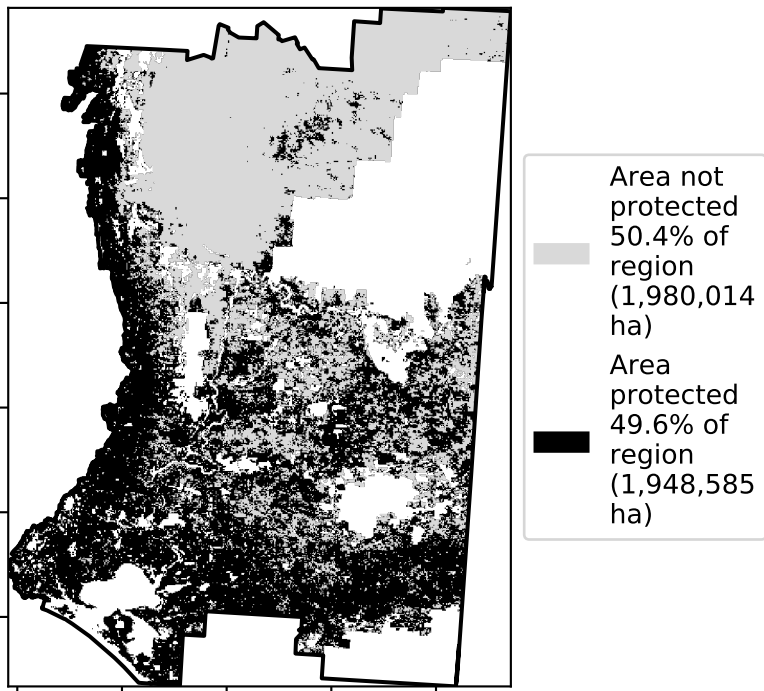 Area not
protected
50.4% of
region
(1,980,014
ha)
Area
protected
49.6% of
region
(1,948,585
ha)